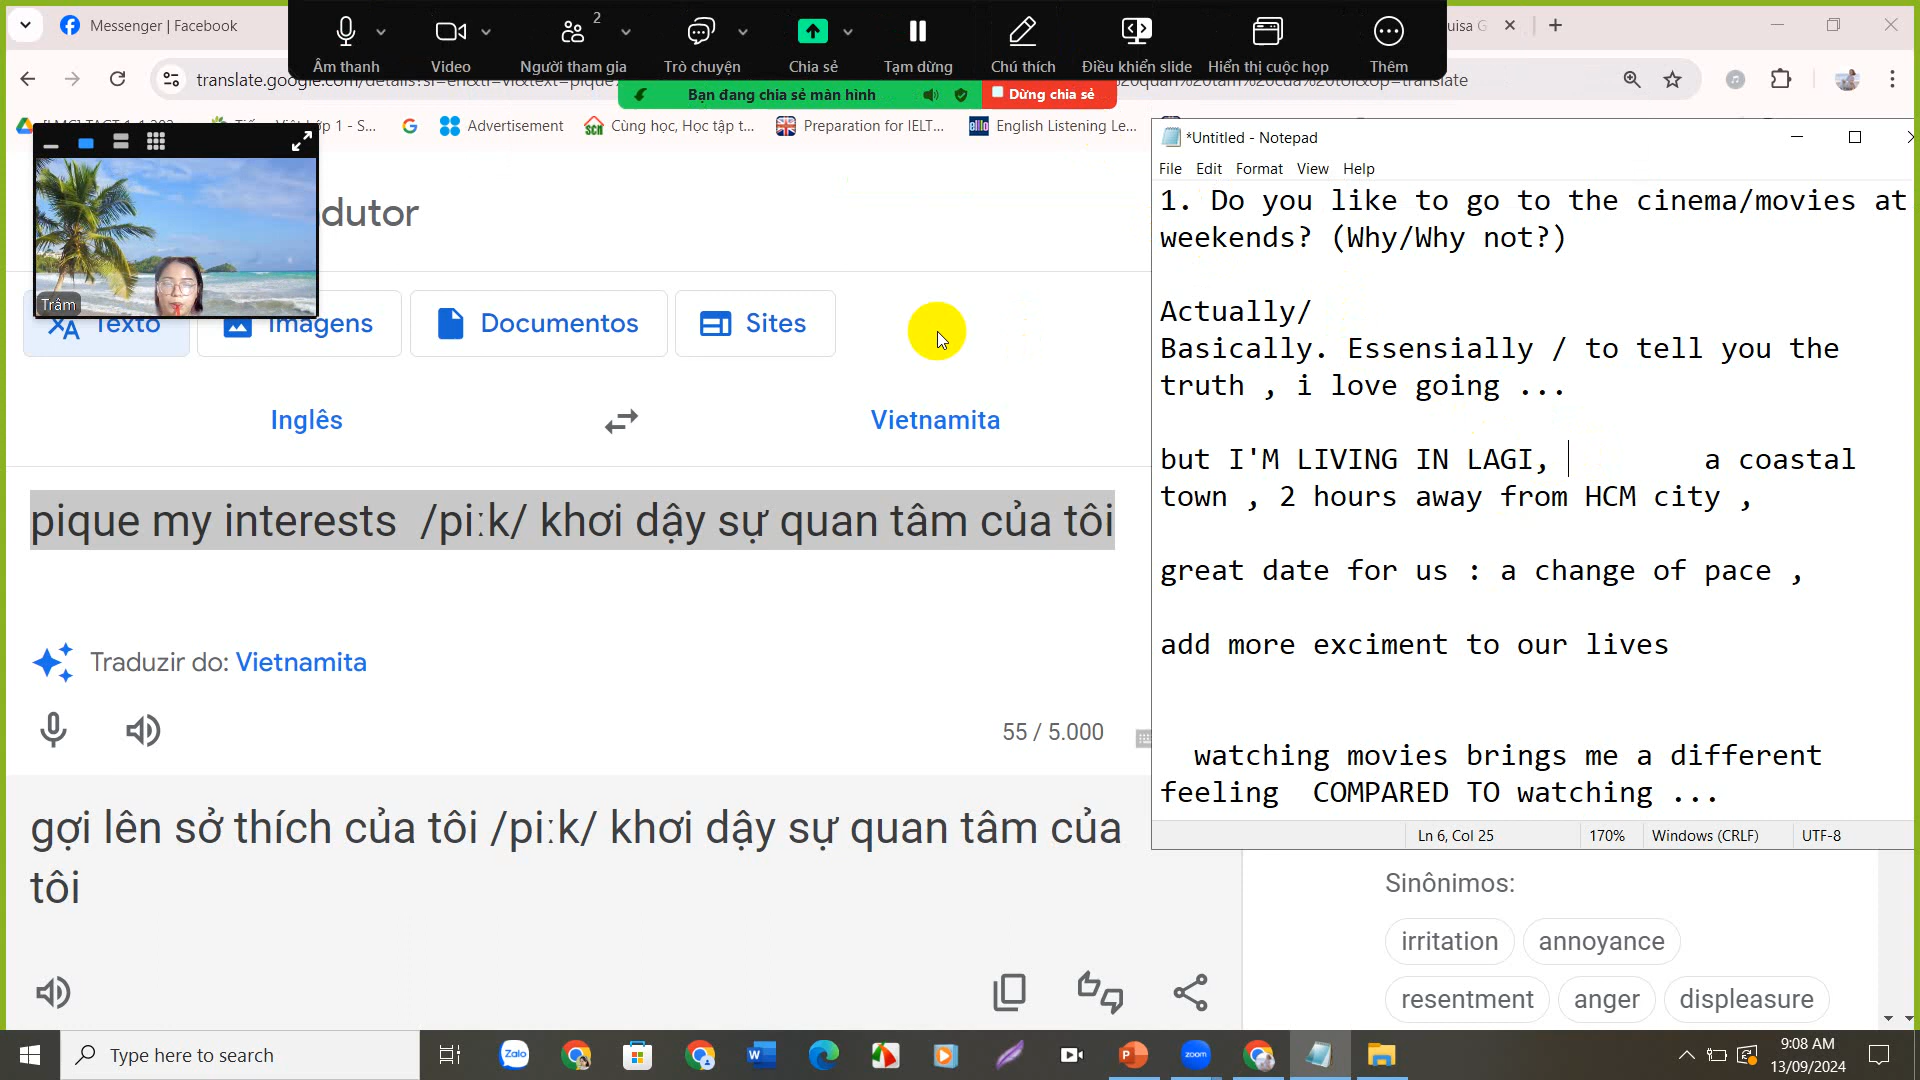 Messenger | Facebook
uisa G
Âm thanh
Video
2
Người tham gia
Trò chuyện
Chia sẻ
Tạm dừng
Chú thích
Điều khiển slide
Hiển thị cuộc họp
Thêm
Bạn đang chia sẻ màn hình
Dừng chia sẻ
Advertisement
Cùng học, Học tập t...
Preparation for IELT...
English Listening Le...
Trâm
dutor
Texto
Imagens
Documentos
Sites
Inglês
Vietnamita
pique my interests /piːk/ khơi dậy sự quan tâm của tôi
Traduzir do: Vietnamita
55 / 5.000
gợi lên sở thích của tôi /piːk/ khơi dậy sự quan tâm của
tôi
*Untitled - Notepad
File Edit Format View Help
1. Do you like to go to the cinema/movies at
weekends? (Why/Why not?)
Actually/
Basically. Essensially / to tell you the
truth , i love going ...
but I'M LIVING IN LAGI, a coastal
town , 2 hours away from HCM city ,
great date for us : a change of pace ,
add more exciment to our lives
watching movies brings me a different
feeling COMPARED TO watching ...
Ln 6, Col 25
170%
Windows (CRLF)
UTF-8
Sinônimos:
irritation
annoyance
resentment
anger
displeasure
Type here to search
Zalo
zoom
9:08 AM
13/09/2024